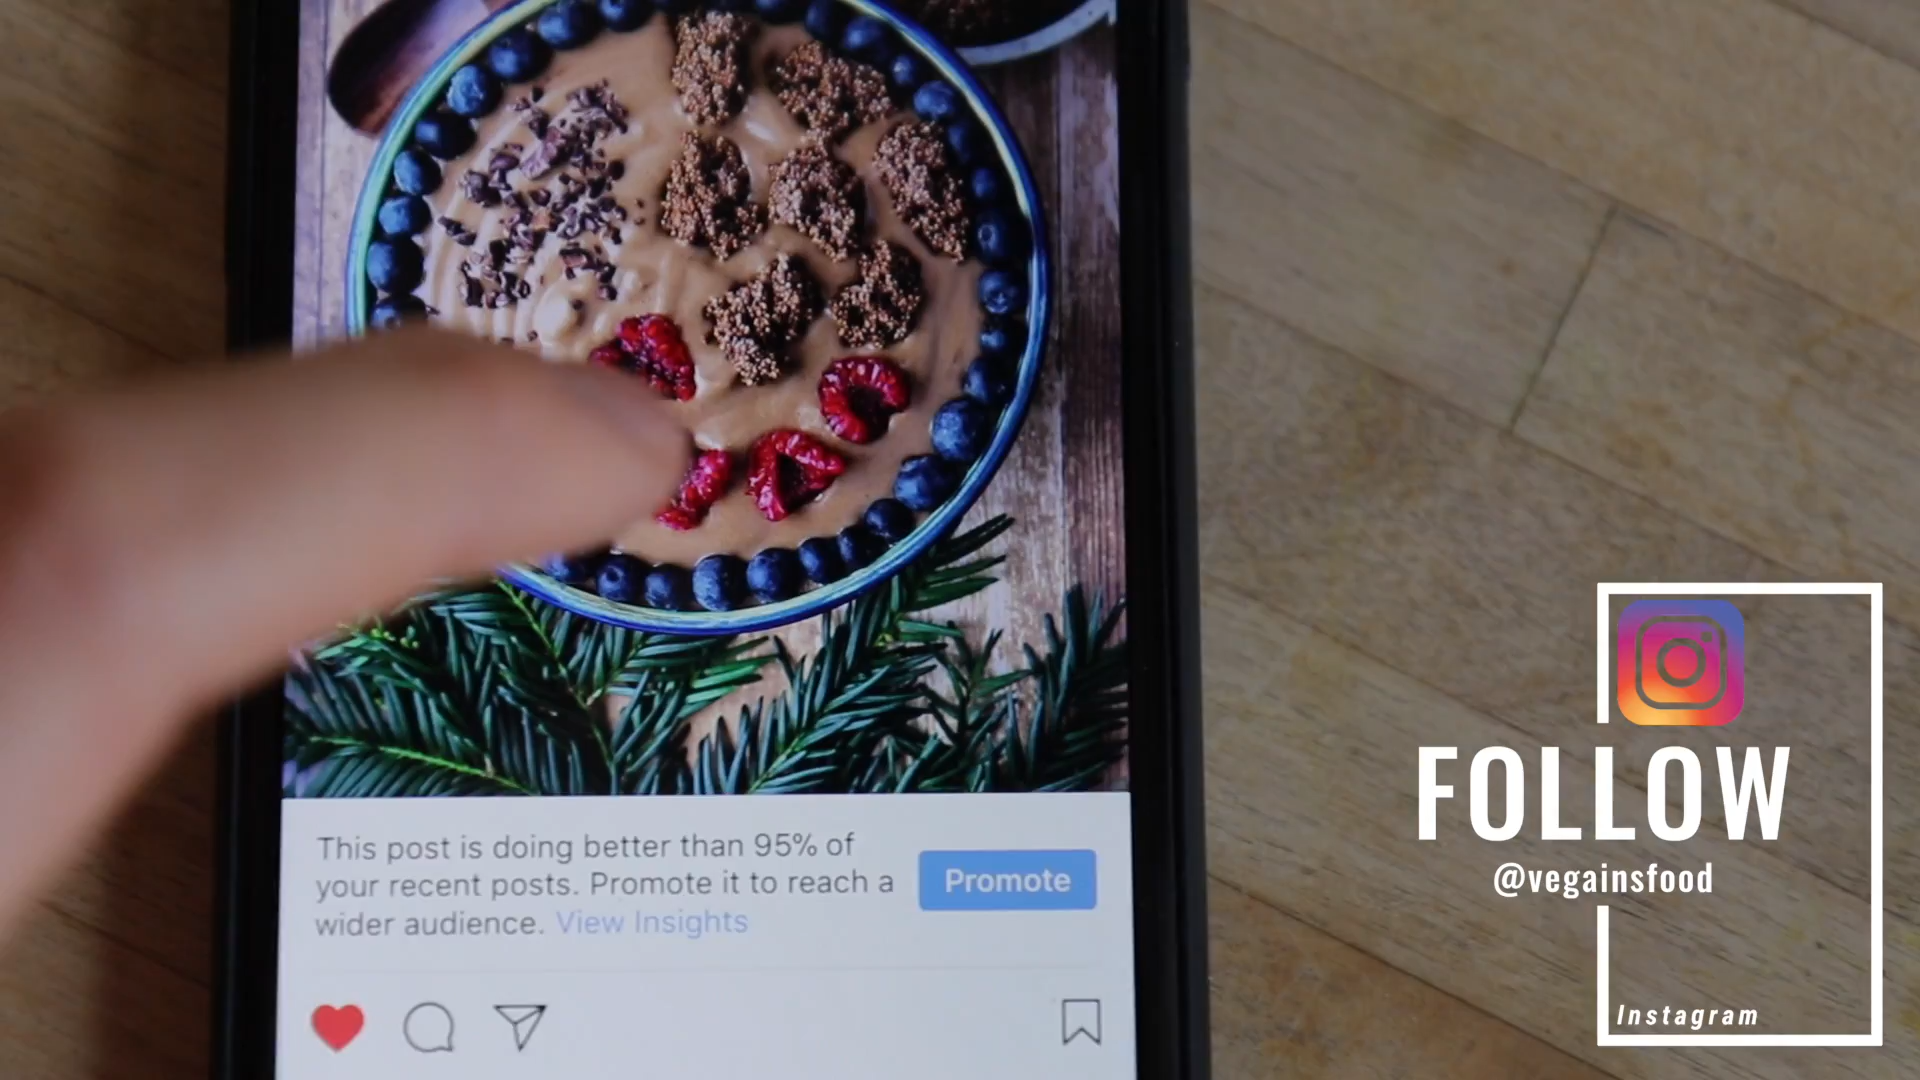 This post is doing better than 95% of
your recent posts. Promote it to reach a
wider audience. View Insights
Promote
FOLLOW
@vegainsfood
Instagram